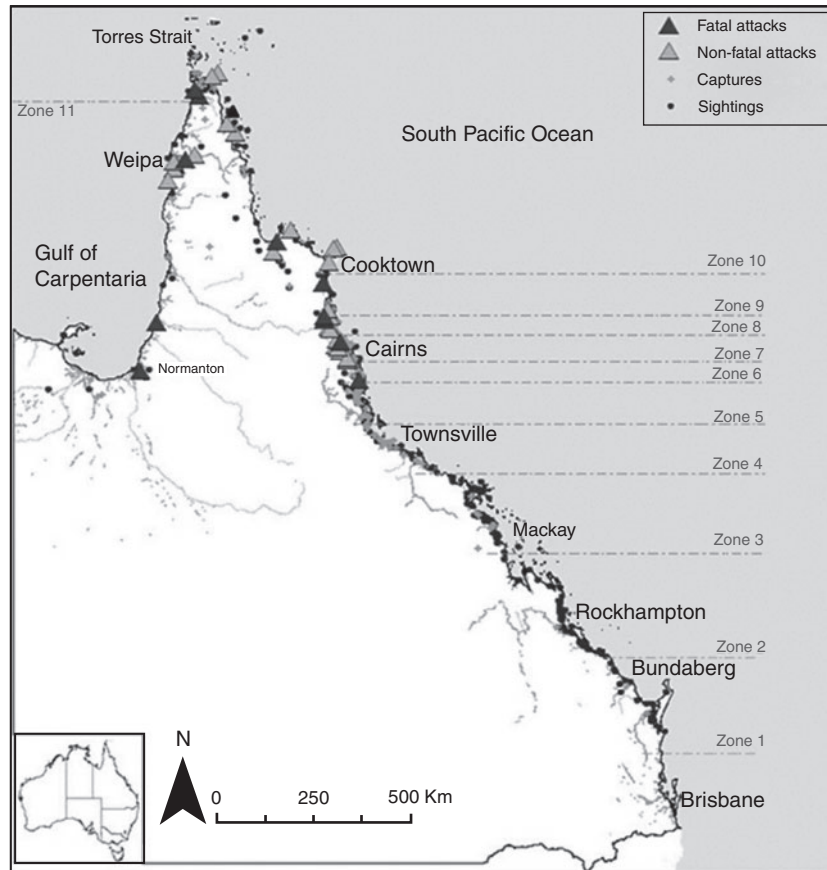 Torres Strait
Fatal attacks
Non-fatal attacks
Captures
Sightings
Zone 11
South Pacific Ocean
Weipa
Gulf of
Carpentaria
Cooktown
Zone 10
Zone 9
Zone 8
Cairns
Zone 7
Normanton
Zone 6
Zone 5
Townsville
Zone 4
Mackay
Zone 3
Rockhampton
Zone 2
Bundaberg
Zone 1
N
0 250 500 Km
Brisbane